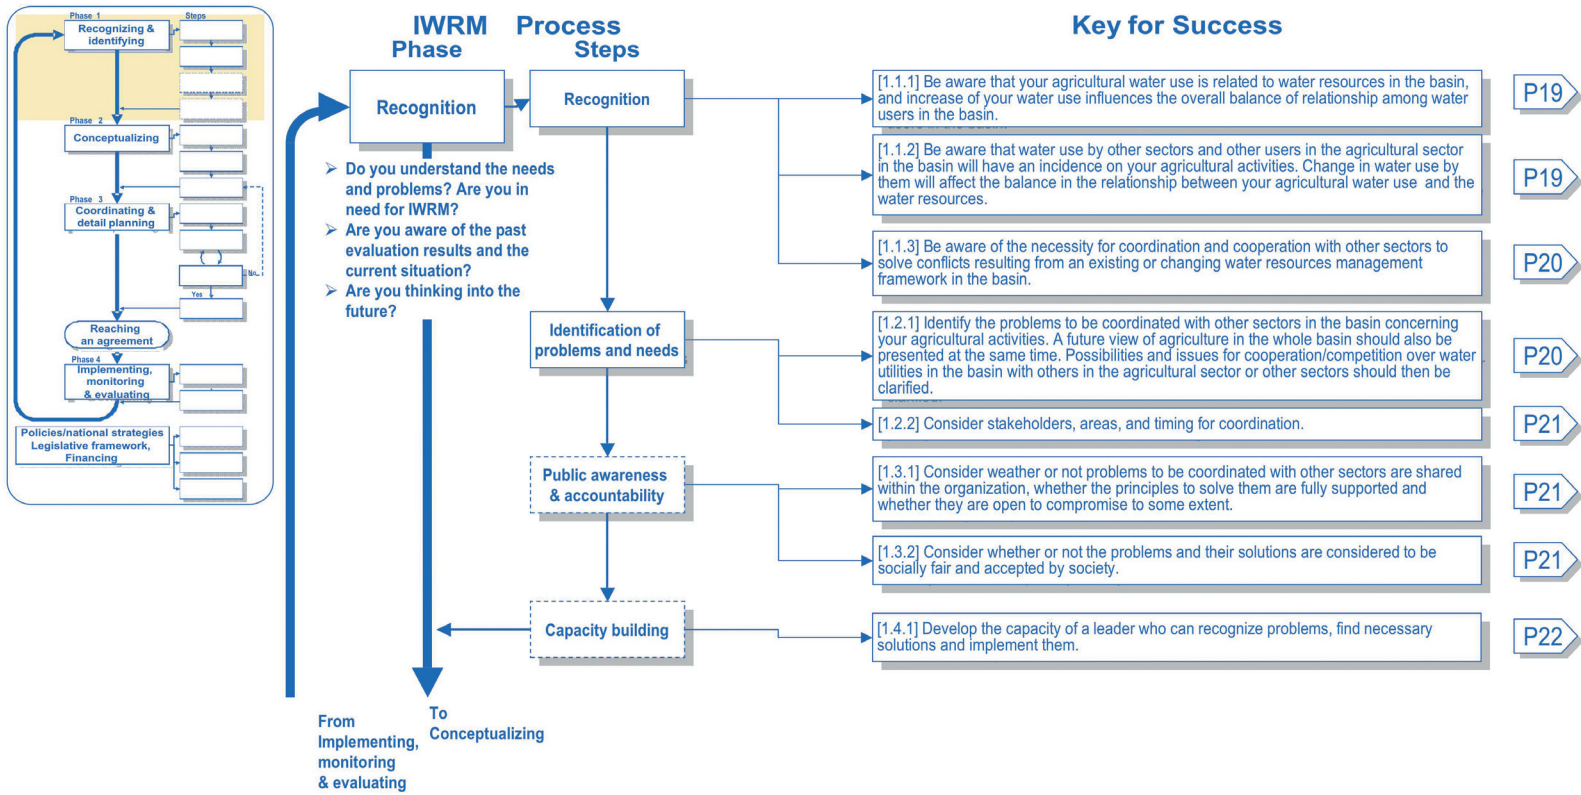 Phase 1
Steps
Recognizing &
identifying
Phase 2
Conceptualizing
Phase 3
Coordinating &
detail planning
No
Yes
Reaching
an agreement
Phase 4
Implementing,
monitoring
& evaluating
Policies/national strategies
Legislative framework,
Financing
IWRM Process
Phase Steps
Key for Success
Recognition
➢ Do you understand the needs
and problems? Are you in
need for IWRM?
➢ Are you aware of the past
evaluation results and the
current situation?
➢ Are you thinking into the
future?
From
Implementing,
monitoring
& evaluating
To
Conceptualizing
Recognition
[1.1.1] Be aware that your agricultural water use is related to water resources in the basin,
and increase of your water use influences the overall balance of relationship among water
users in the basin.
P19
[1.1.2] Be aware that water use by other sectors and other users in the agricultural sector
in the basin will have an incidence on your agricultural activities. Change in water use by
them will affect the balance in the relationship between your agricultural water use and the
water resources.
P19
[1.1.3] Be aware of the necessity for coordination and cooperation with other sectors to
solve conflicts resulting from an existing or changing water resources management
framework in the basin.
P20
Identification of
problems and needs
[1.2.1] Identify the problems to be coordinated with other sectors in the basin concerning
your agricultural activities. A future view of agriculture in the whole basin should also be
presented at the same time. Possibilities and issues for cooperation/competition over water
utilities in the basin with others in the agricultural sector or other sectors should then be
clarified.
P20
[1.2.2] Consider stakeholders, areas, and timing for coordination.
P21
Public awareness
& accountability
[1.3.1] Consider weather or not problems to be coordinated with other sectors are shared
within the organization, whether the principles to solve them are fully supported and
whether they are open to compromise to some extent.
P21
[1.3.2] Consider whether or not the problems and their solutions are considered to be
socially fair and accepted by society.
P21
Capacity building
[1.4.1] Develop the capacity of a leader who can recognize problems, find necessary
solutions and implement them.
P22